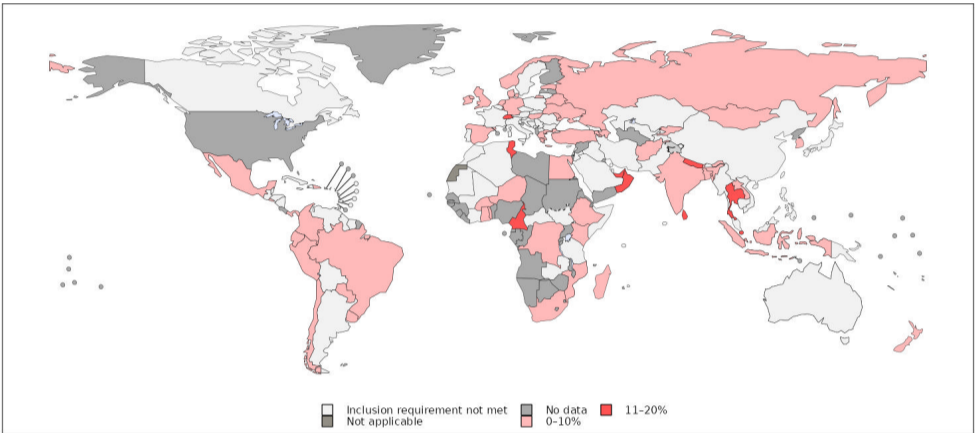 Inclusion requirement not met
Not applicable
No data
0–10%
11–20%